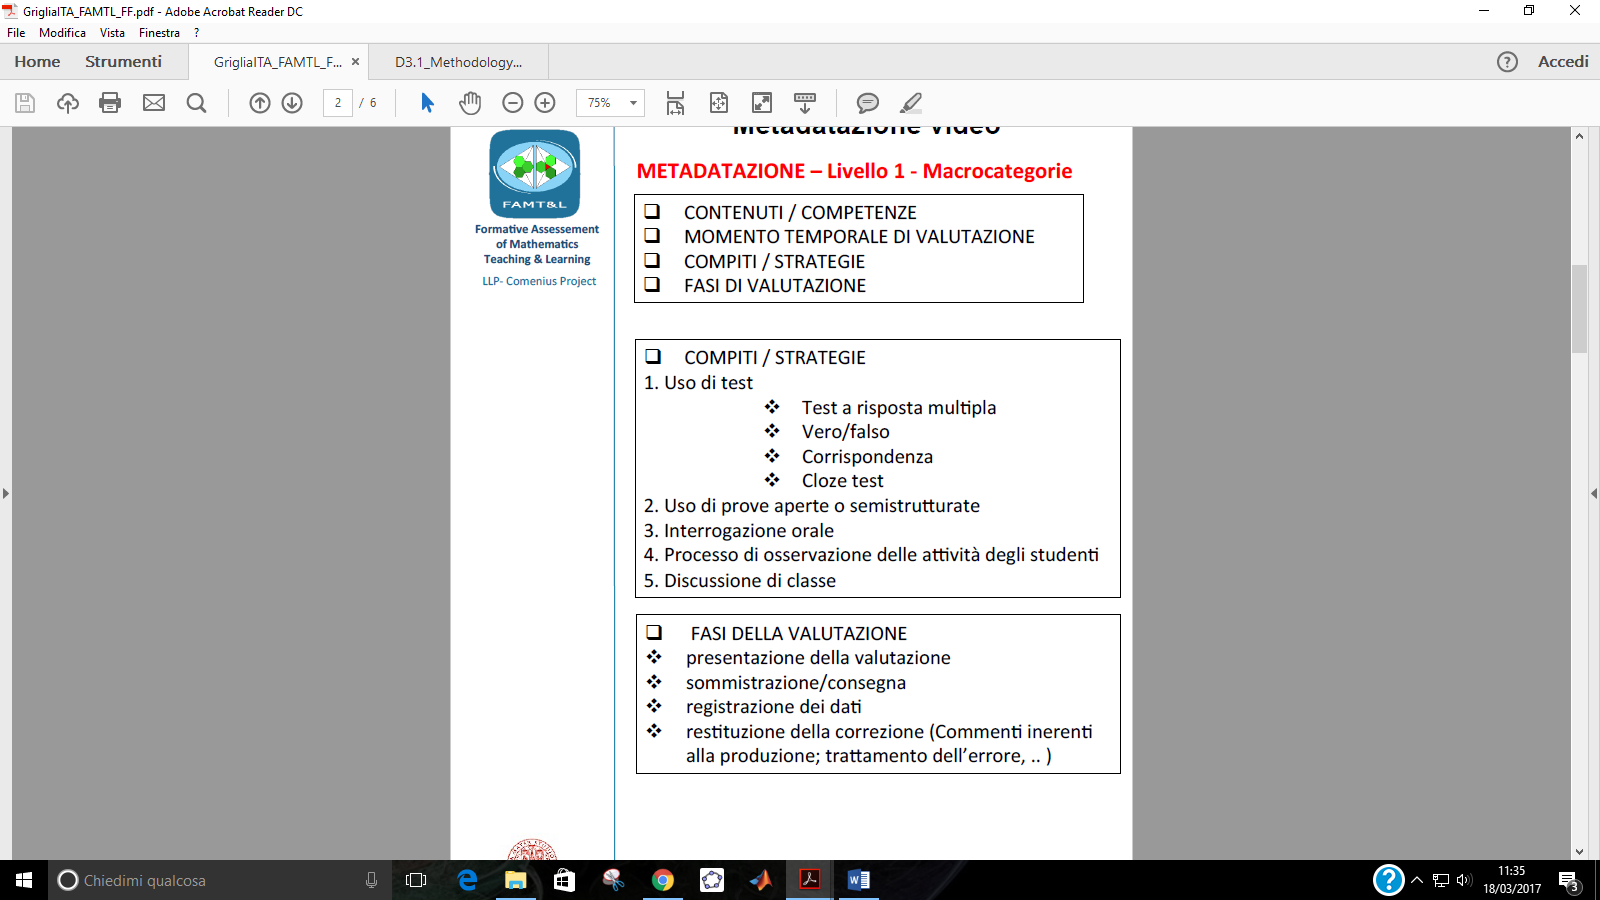 GrigliaITA_FAMTL_FF.pdf - Adobe Acrobat Reader DC
File Modifica Vista Finestra ?
Home Strumenti GrigliaITA_FAMTL_F... × D3.1_Methodology... Accedi
2 / 6 75%
Metadatazione video
METADATAZIONE – Livello 1 - Macrocategorie
FAMT&L
Formative Assessement
of Mathematics
Teaching & Learning
LLP- Comenius Project
CONTENUTI / COMPETENZE
MOMENTO TEMPORALE DI VALUTAZIONE
COMPITI / STRATEGIE
FASI DI VALUTAZIONE
COMPITI / STRATEGIE
1. Uso di test
Test a risposta multipla
Vero/falso
Corrispondenza
Cloze test
2. Uso di prove aperte o semistrutturate
3. Interrogazione orale
4. Processo di osservazione delle attività degli studenti
5. Discussione di classe
FASI DELLA VALUTAZIONE
presentazione della valutazione
sommistrazione/consegna
registrazione dei dati
restituzione della correzione (Commenti inerenti
alla produzione; trattamento dell’errore, .. )
Chiedimi qualcosa
11:35
18/03/2017
3